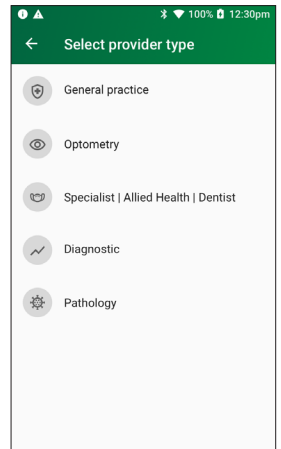 100% 12:30pm
Select provider type
General practice
Optometry
Specialist | Allied Health | Dentist
Diagnostic
Pathology